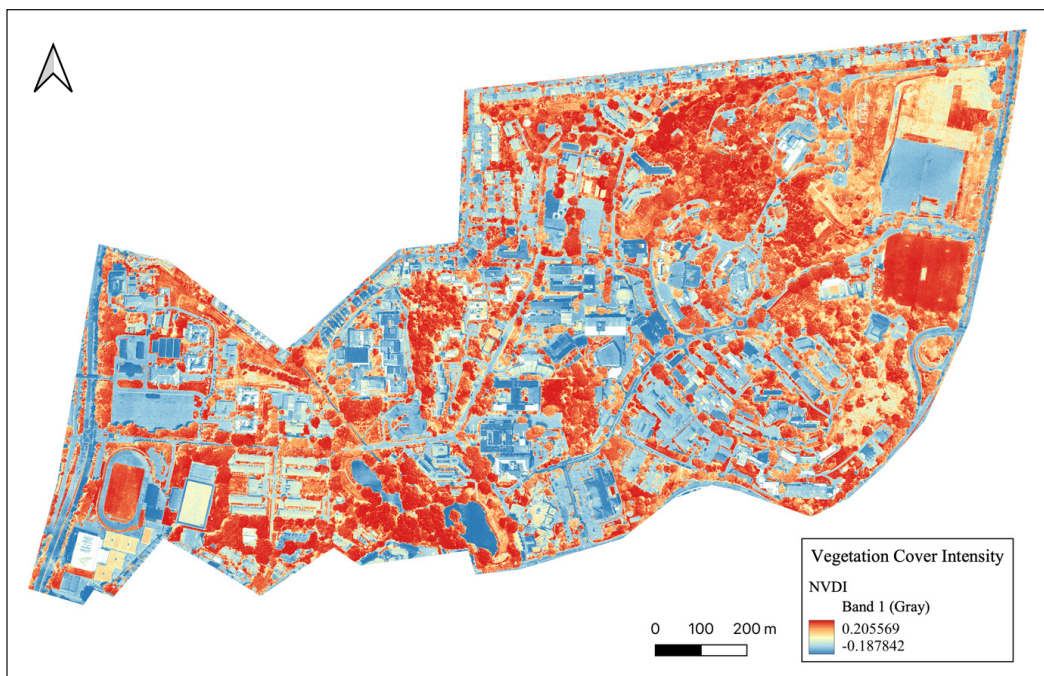 0 100 200 m
Vegetation Cover Intensity
NVDI
Band 1 (Gray)
0.205569
-0.187842